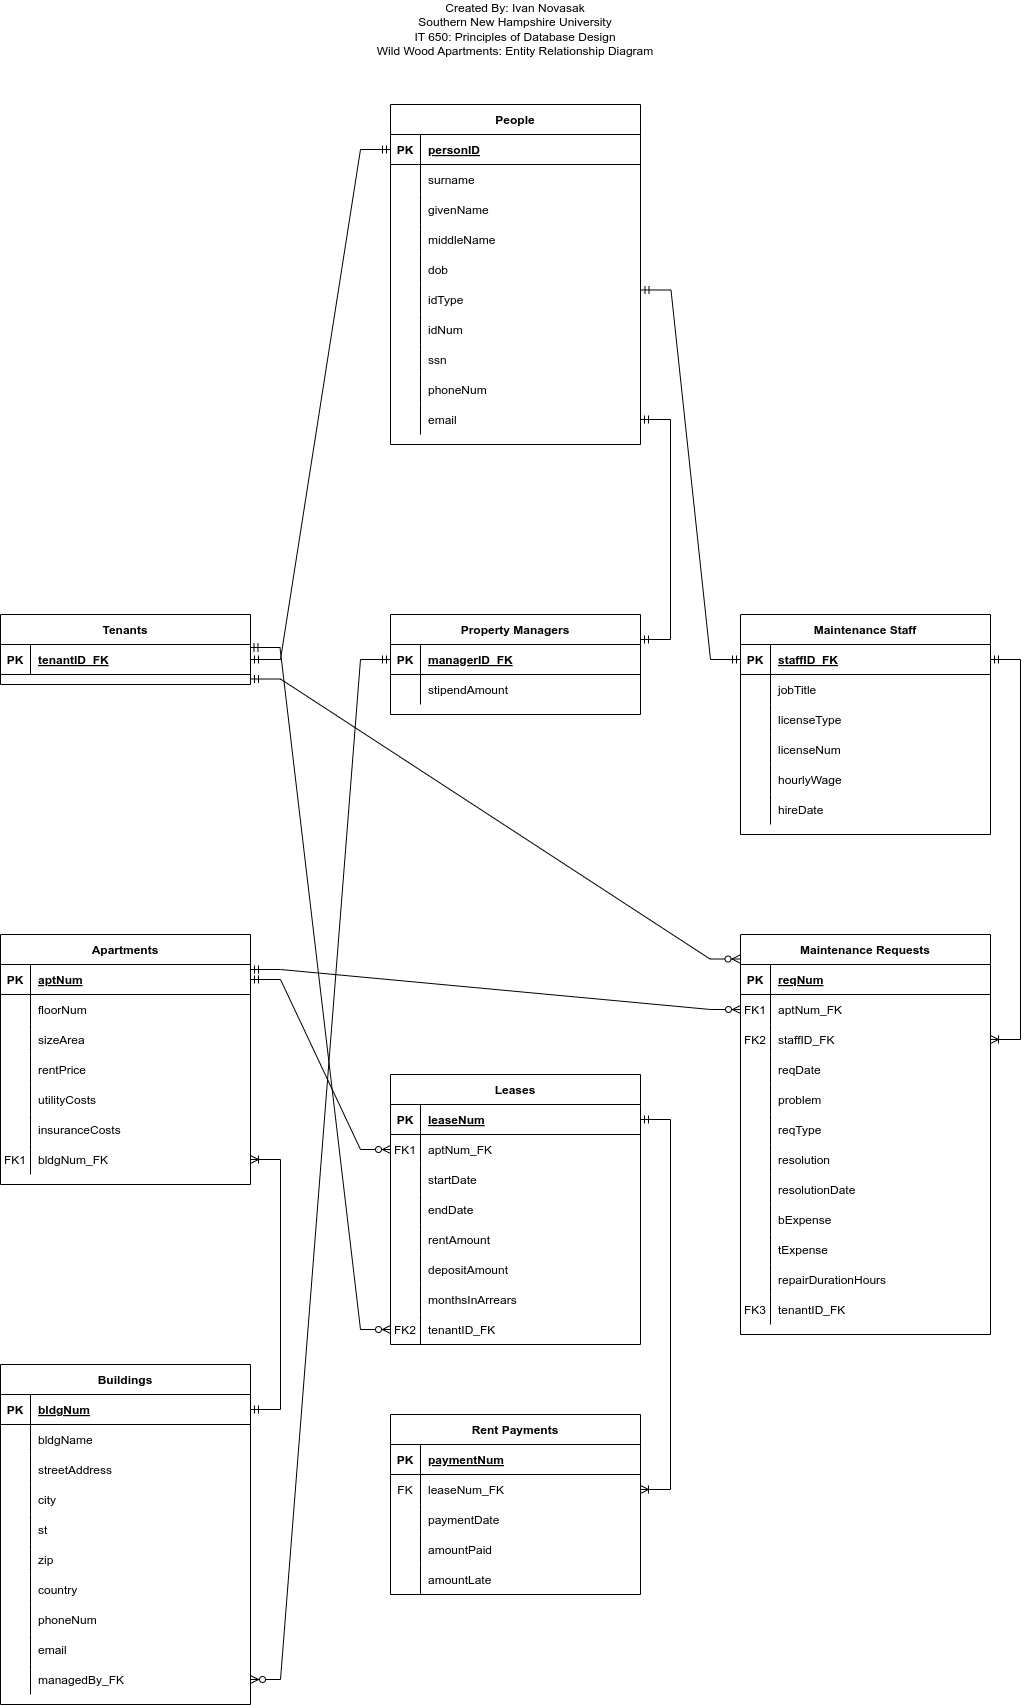 Created By: Ivan Novasak
Southern New Hampshire University
IT 650: Principles of Database Design
Wild Wood Apartments: Entity Relationship Diagram
People
PK personID
surname
givenName
middleName
dob
idType
idNum
ssn
phoneNum
email
Tenants
PK tenantID_FK
Property Managers
PK managerID_FK
stipendAmount
Maintenance Staff
PK staffID_FK
jobTitle
licenseType
licenseNum
hourlyWage
hireDate
Apartments
PK aptNum
floorNum
sizeArea
rentPrice
utilityCosts
insuranceCosts
FK1 bldgNum_FK
Maintenance Requests
PK reqNum
FK1 aptNum_FK
FK2 staffID_FK
reqDate
problem
reqType
resolution
resolutionDate
bExpense
tExpense
repairDurationHours
FK3 tenantID_FK
Leases
PK leaseNum
FK1 aptNum_FK
startDate
endDate
rentAmount
depositAmount
monthsInArrears
FK2 tenantID_FK
Buildings
PK bldgNum
bldgName
streetAddress
city
st
zip
country
phoneNum
email
managedBy_FK
Rent Payments
PK paymentNum
FK leaseNum_FK
paymentDate
amountPaid
amountLate